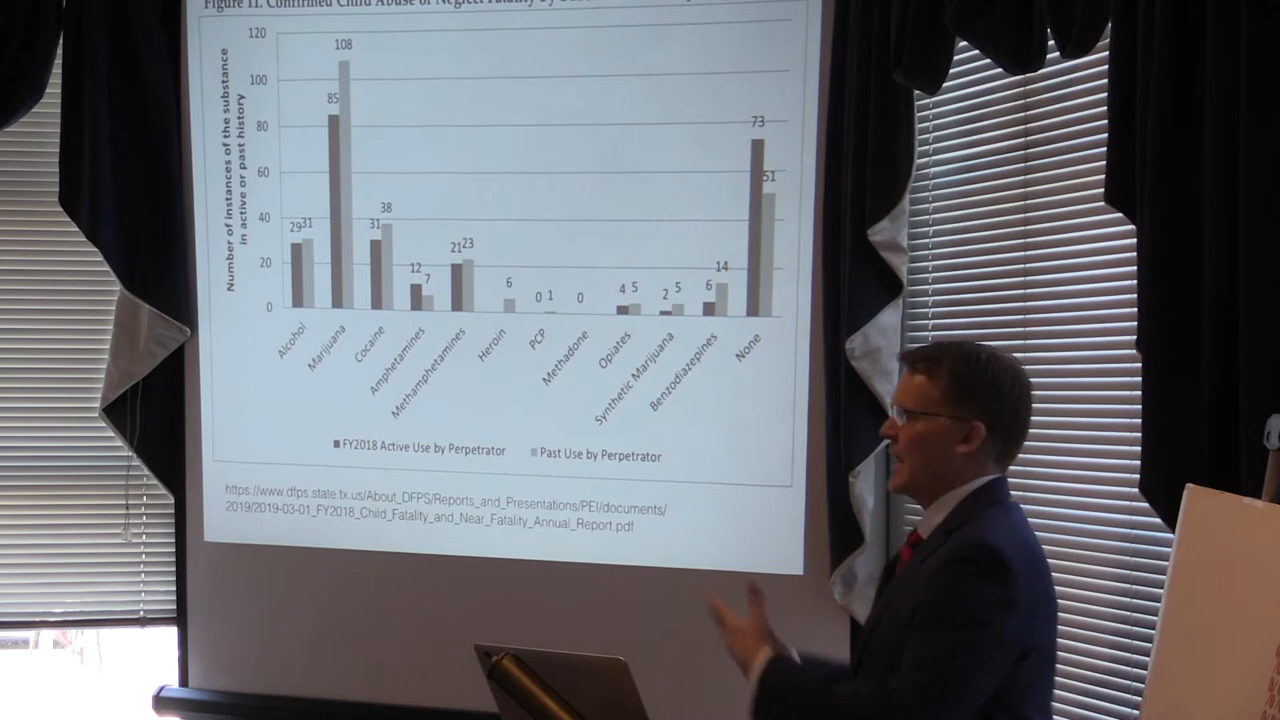 Figure 11. Confirmed Child Abuse or Neglect Fatality by
Number of instances of the substance
in active or past history
120
100
80
60
40
20
0
29 31
85 108
31 38
12 7
21 23
6
0 1
0
4 5
2 5
6 14
73 51
Alcohol
Marijuana
Cocaine
Amphetamines
Methamphetamines
Heroin
PCP
Methadone
Opiates
Synthetic Marijuana
Benzodiazepines
None
FY2018 Active Use by Perpetrator Past Use by Perpetrator
https://www.dfps.state.tx.us/About_DFPS/Reports_and_Presentations/PEI/documents/
2019/2019-03-01_FY2018_Child_Fatality_and_Near_Fatality_Annual_Report.pdf